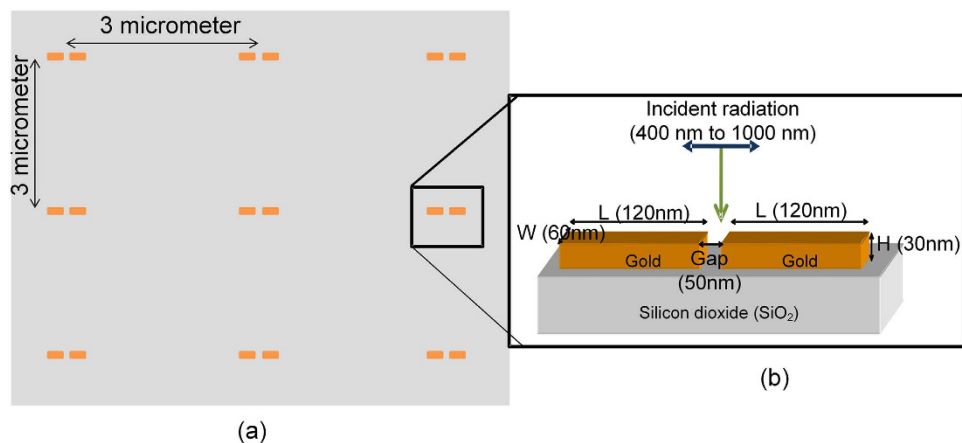 3 micrometer
3 micrometer
(a)
Incident radiation
(400 nm to 1000 nm)
L (120nm)
L (120nm)
W (60nm)
H (30nm)
Gold
Gap
Gold
(50nm)
Silicon dioxide (SiO₂)
(b)